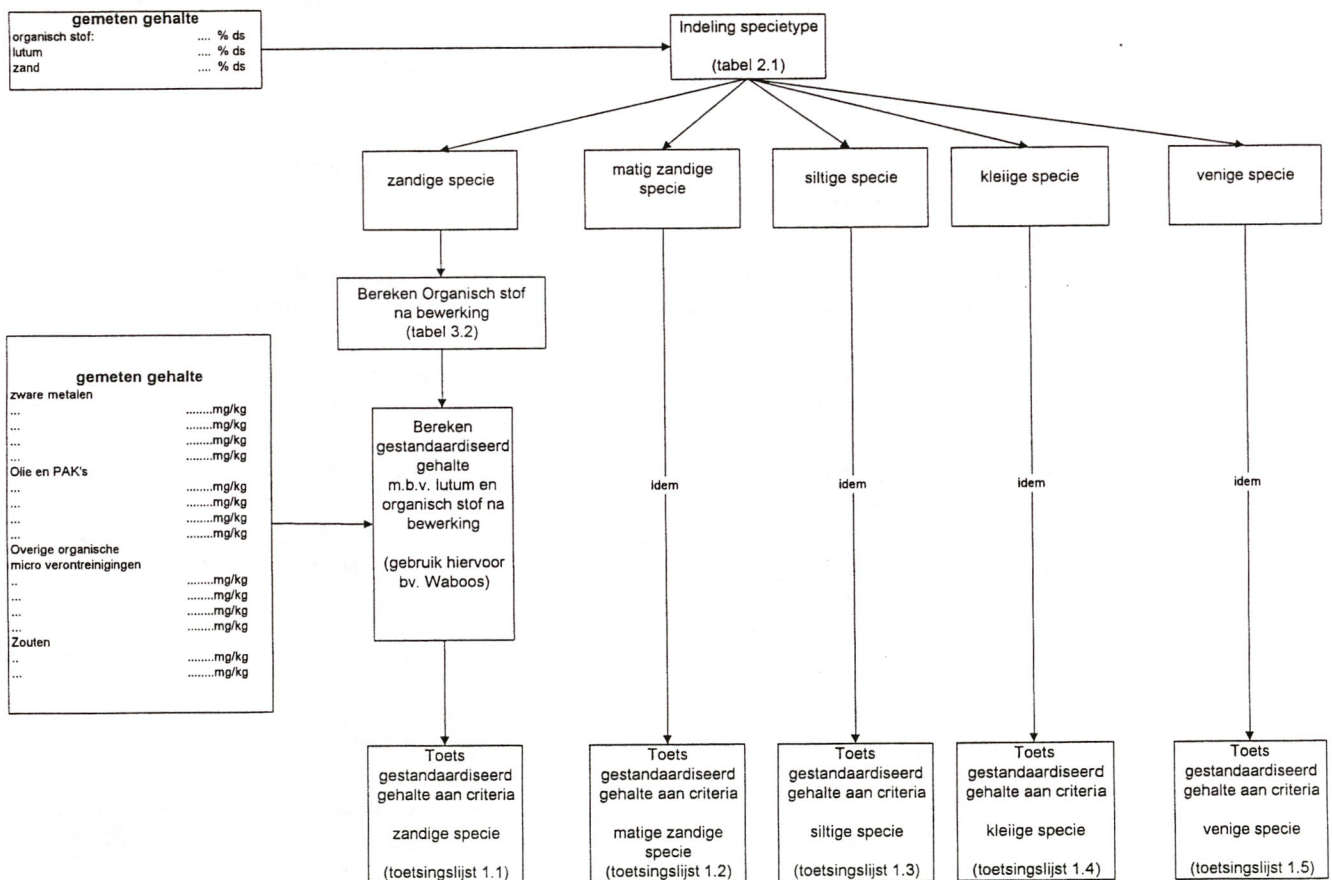 gemeten gehalte
organisch stof: .... % ds
lutum .... % ds
zand .... % ds
Indeling specietype
(tabel 2.1)
zandige specie
matig zandige
specie
siltige specie
kleiige specie
venige specie
Bereken Organisch stof
na bewerking
(tabel 3.2)
gemeten gehalte
zware metalen
... ........mg/kg
... ........mg/kg
... ........mg/kg
... ........mg/kg
Olie en PAK's
... ........mg/kg
... ........mg/kg
... ........mg/kg
... ........mg/kg
Overige organische
micro verontreinigingen
.. ........mg/kg
... ........mg/kg
... ........mg/kg
... ........mg/kg
Zouten
.. ........mg/kg
... ........mg/kg
Bereken
gestandaardiseerd
gehalte
m.b.v. lutum en
organisch stof na
bewerking
(gebruik hiervoor
bv. Waboos)
idem
idem
idem
idem
Toets
gestandaardiseerd
gehalte aan criteria
zandige specie
(toetsingslijst 1.1)
Toets
gestandaardiseerd
gehalte aan criteria
matige zandige
specie
(toetsingslijst 1.2)
Toets
gestandaardiseerd
gehalte aan criteria
siltige specie
(toetsingslijst 1.3)
Toets
gestandaardiseerd
gehalte aan criteria
kleiige specie
(toetsingslijst 1.4)
Toets
gestandaardiseerd
gehalte aan criteria
venige specie
(toetsingslijst 1.5)